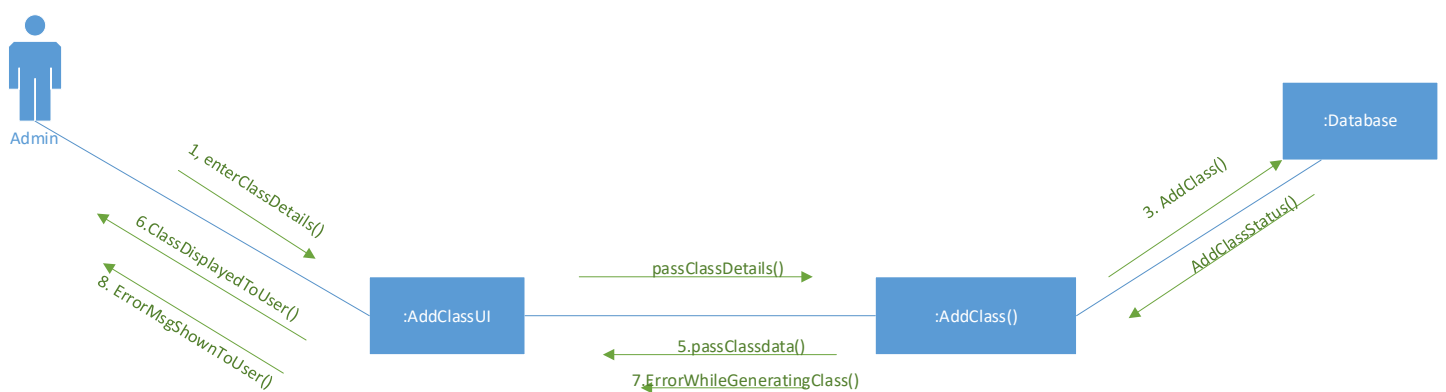 Admin
:Database
1, enterClassDetails()
3. AddClass()
6.ClassDisplayedToUser()
AddClassStatus()
passClassDetails()
8. ErrorMsgShownToUser()
:AddClassUI
:AddClass()
5.passClassdata()
7.ErrorWhileGeneratingClass()